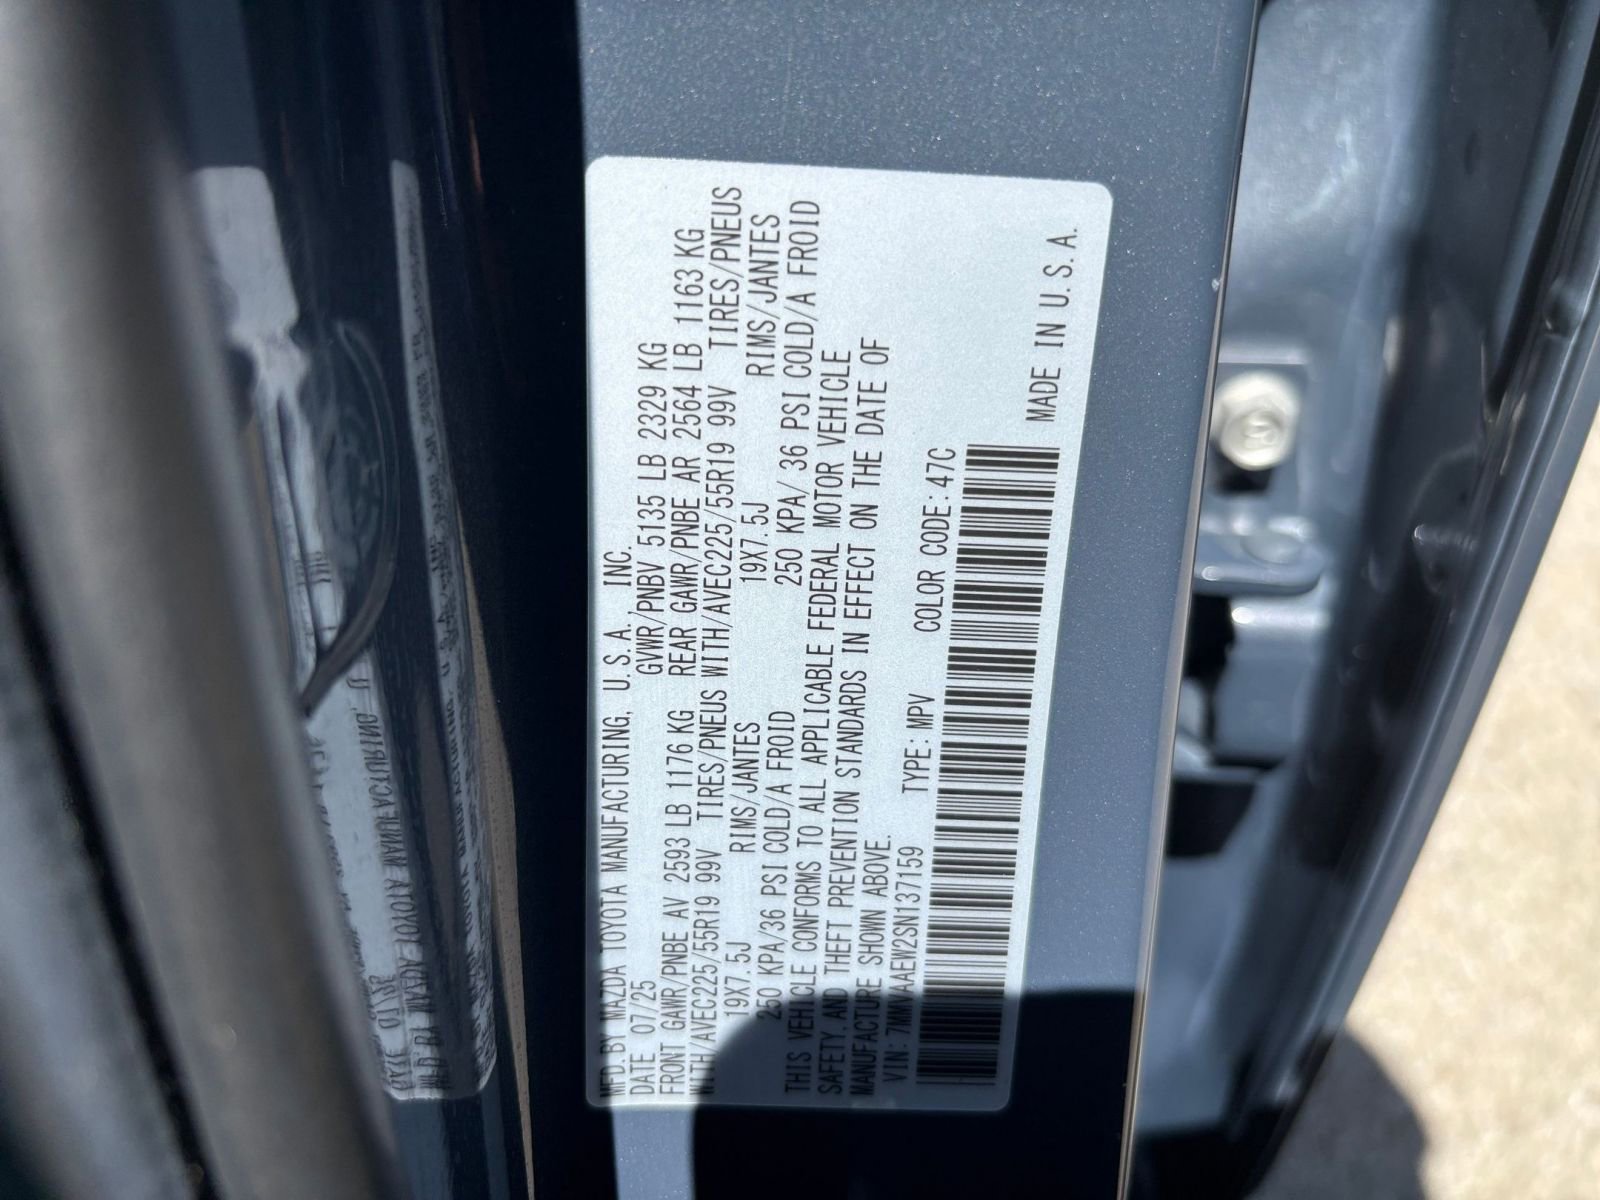 MFD. BY MAZDA TOYOTA MANUFACTURING, U.S.A. INC.
DATE 07/25 GVWR/PNBV 5135 LB 2329 KG
FRONT GAWR/PNBE AV 2593 LB 1176 KG REAR GAWR/PNBE AR 2564 LB 1163 KG
WITH/AVEC225/55R19 99V TIRES/PNEUS WITH/AVEC225/55R19 99V TIRES/PNEUS
19X7.5J RIMS/JANTES 19X7.5J RIMS/JANTES
250 KPA/36 PSI COLD/A FROID 250 KPA/ 36 PSI COLD/A FROID
THIS VEHICLE CONFORMS TO ALL APPLICABLE FEDERAL MOTOR VEHICLE
SAFETY, AND THEFT PREVENTION STANDARDS IN EFFECT ON THE DATE OF
MANUFACTURE SHOWN ABOVE.
VIN: 7MMVAAEW2SN137159 TYPE: MPV COLOR CODE: 47C
MADE IN U.S.A.